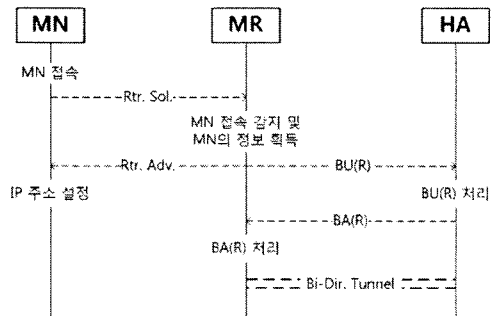 MN MR HA
MN 접속
Rtr. Sol.
MN 접속 감지 및
MN의 정보 획득
Rtr. Adv. BU(R)
IP 주소 설정 BU(R) 처리
BA(R)
BA(R) 처리
Bi-Dir. Tunnel